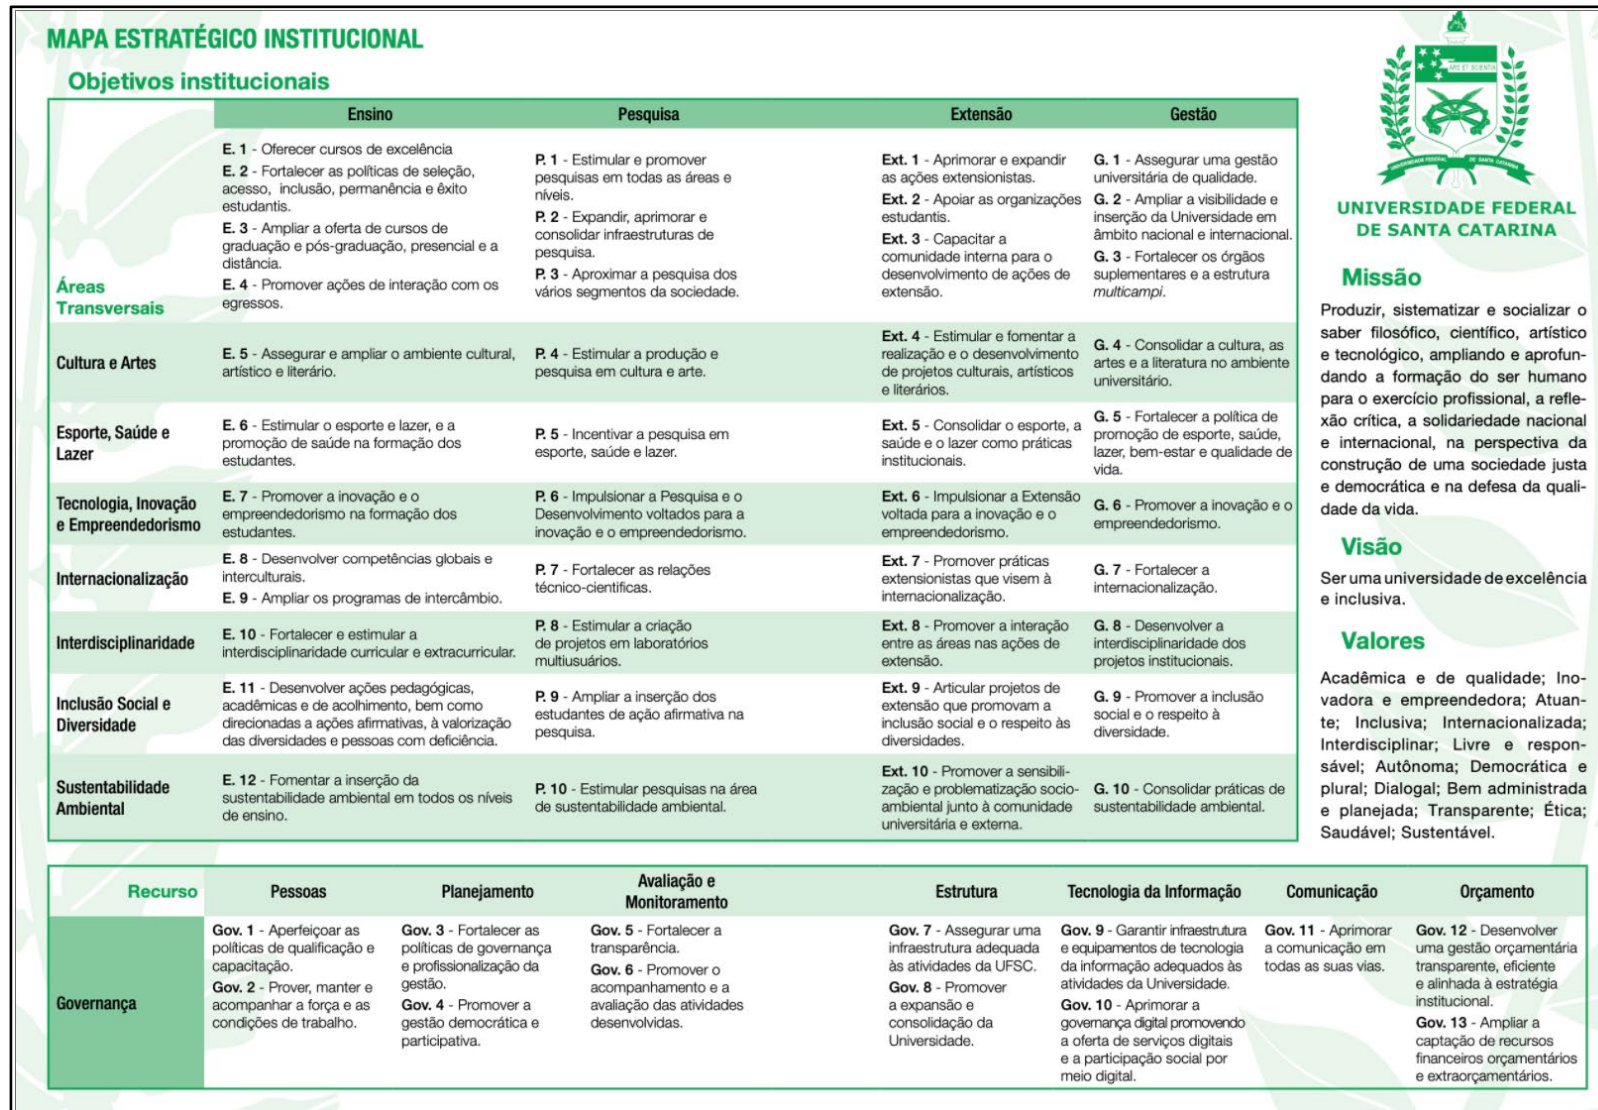 MAPA ESTRATÉGICO INSTITUCIONAL
Objetivos institucionais
Ensino
Pesquisa
Extensão
Gestão
Áreas
Transversais
E. 1 - Oferecer cursos de excelência
E. 2 - Fortalecer as políticas de seleção,
acesso, inclusão, permanência e êxito
estudantis.
E. 3 - Ampliar a oferta de cursos de
graduação e pós-graduação, presencial e a
distância.
E. 4 - Promover ações de interação com os
egressos.
P. 1 - Estimular e promover
pesquisas em todas as áreas e
níveis.
P. 2 - Expandir, aprimorar e
consolidar infraestruturas de
pesquisa.
P. 3 - Aproximar a pesquisa dos
vários segmentos da sociedade.
Ext. 1 - Aprimorar e expandir
as ações extensionistas.
Ext. 2 - Apoiar as organizações
estudantis.
Ext. 3 - Capacitar a
comunidade interna para o
desenvolvimento de ações de
extensão.
G. 1 - Assegurar uma gestão
universitária de qualidade.
G. 2 - Ampliar a visibilidade e
inserção da Universidade em
âmbito nacional e internacional.
G. 3 - Fortalecer os órgãos
suplementares e a estrutura
multicampi.
Cultura e Artes
E. 5 - Assegurar e ampliar o ambiente cultural,
artístico e literário.
P. 4 - Estimular a produção e
pesquisa em cultura e arte.
Ext. 4 - Estimular e fomentar a
realização e o desenvolvimento
de projetos culturais, artísticos
e literários.
G. 4 - Consolidar a cultura, as
artes e a literatura no ambiente
universitário.
Esporte, Saúde e
Lazer
E. 6 - Estimular o esporte e lazer, e a
promoção de saúde na formação dos
estudantes.
P. 5 - Incentivar a pesquisa em
esporte, saúde e lazer.
Ext. 5 - Consolidar o esporte, a
saúde e o lazer como práticas
institucionais.
G. 5 - Fortalecer a política de
promoção de esporte, saúde,
lazer, bem-estar e qualidade de
vida.
Tecnologia, Inovação
e Empreendedorismo
E. 7 - Promover a inovação e o
empreendedorismo na formação dos
estudantes.
P. 6 - Impulsionar a Pesquisa e o
Desenvolvimento voltados para a
inovação e o empreendedorismo.
Ext. 6 - Impulsionar a Extensão
voltada para a inovação e o
empreendedorismo.
G. 6 - Promover a inovação e o
empreendedorismo.
Internacionalização
E. 8 - Desenvolver competências globais e
interculturais.
E. 9 - Ampliar os programas de intercâmbio.
P. 7 - Fortalecer as relações
técnico-científicas.
Ext. 7 - Promover práticas
extensionistas que visem à
internacionalização.
G. 7 - Fortalecer a
internacionalização.
Interdisciplinaridade
E. 10 - Fortalecer e estimular a
interdisciplinaridade curricular e extracurricular.
P. 8 - Estimular a criação
de projetos em laboratórios
multiusuários.
Ext. 8 - Promover a interação
entre as áreas nas ações de
extensão.
G. 8 - Desenvolver a
interdisciplinaridade dos
projetos institucionais.
Inclusão Social e
Diversidade
E. 11 - Desenvolver ações pedagógicas,
acadêmicas e de acolhimento, bem como
direcionadas a ações afirmativas, à valorização
das diversidades e pessoas com deficiência.
P. 9 - Ampliar a inserção dos
estudantes de ação afirmativa na
pesquisa.
Ext. 9 - Articular projetos de
extensão que promovam a
inclusão social e o respeito às
diversidades.
G. 9 - Promover a inclusão
social e o respeito à
diversidade.
Sustentabilidade
Ambiental
E. 12 - Fomentar a inserção da
sustentabilidade ambiental em todos os níveis
de ensino.
P. 10 - Estimular pesquisas na área
de sustentabilidade ambiental.
Ext. 10 - Promover a sensibili-
zação e problematização socio-
ambiental junto à comunidade
universitária e externa.
G. 10 - Consolidar práticas de
sustentabilidade ambiental.
ARS ET SCIENTIA
UNIVERSIDADE FEDERAL DE SANTA CATARINA
UNIVERSIDADE FEDERAL
DE SANTA CATARINA
Missão
Produzir, sistematizar e socializar o
saber filosófico, científico, artístico
e tecnológico, ampliando e aprofun-
dando a formação do ser humano
para o exercício profissional, a refle-
xão crítica, a solidariedade nacional
e internacional, na perspectiva da
construção de uma sociedade justa
e democrática e na defesa da quali-
dade da vida.
Visão
Ser uma universidade de excelência
e inclusiva.
Valores
Acadêmica e de qualidade; Ino-
vadora e empreendedora; Atuan-
te; Inclusiva; Internacionalizada;
Interdisciplinar; Livre e respon-
sável; Autônoma; Democrática e
plural; Dialogal; Bem administrada
e planejada; Transparente; Ética;
Saudável; Sustentável.
Recurso
Pessoas
Planejamento
Avaliação e
Monitoramento
Estrutura
Tecnologia da Informação
Comunicação
Orçamento
Governança
Gov. 1 - Aperfeiçoar as
políticas de qualificação e
capacitação.
Gov. 2 - Prover, manter e
acompanhar a força e as
condições de trabalho.
Gov. 3 - Fortalecer as
políticas de governança
e profissionalização da
gestão.
Gov. 4 - Promover a
gestão democrática e
participativa.
Gov. 5 - Fortalecer a
transparência.
Gov. 6 - Promover o
acompanhamento e a
avaliação das atividades
desenvolvidas.
Gov. 7 - Assegurar uma
infraestrutura adequada
às atividades da UFSC.
Gov. 8 - Promover
a expansão e
consolidação da
Universidade.
Gov. 9 - Garantir infraestrutura
e equipamentos de tecnologia
da informação adequados às
atividades da Universidade.
Gov. 10 - Aprimorar a
governança digital promovendo
a oferta de serviços digitais
e a participação social por
meio digital.
Gov. 11 - Aprimorar
a comunicação em
todas as suas vias.
Gov. 12 - Desenvolver
uma gestão orçamentária
transparente, eficiente
e alinhada à estratégia
institucional.
Gov. 13 - Ampliar a
captação de recursos
financeiros orçamentários
e extraorçamentários.